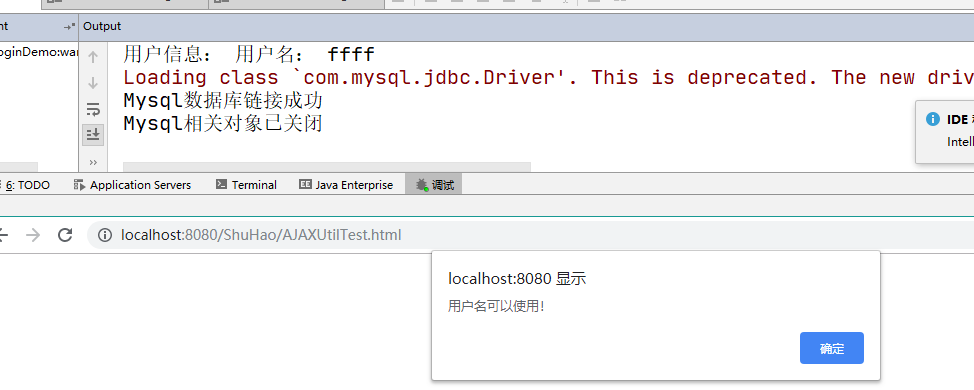 Output
oginDemo:wa
用户信息： 用户名： ffff
Loading class `com.mysql.jdbc.Driver'. This is deprecated. The new driv
Mysql数据库链接成功
Mysql相关对象已关闭
IDE
Intell
6: TODO
Application Servers
Terminal
Java Enterprise
调试
localhost:8080/ShuHao/AJAXUtilTest.html
localhost:8080 显示
用户名可以使用!
确定